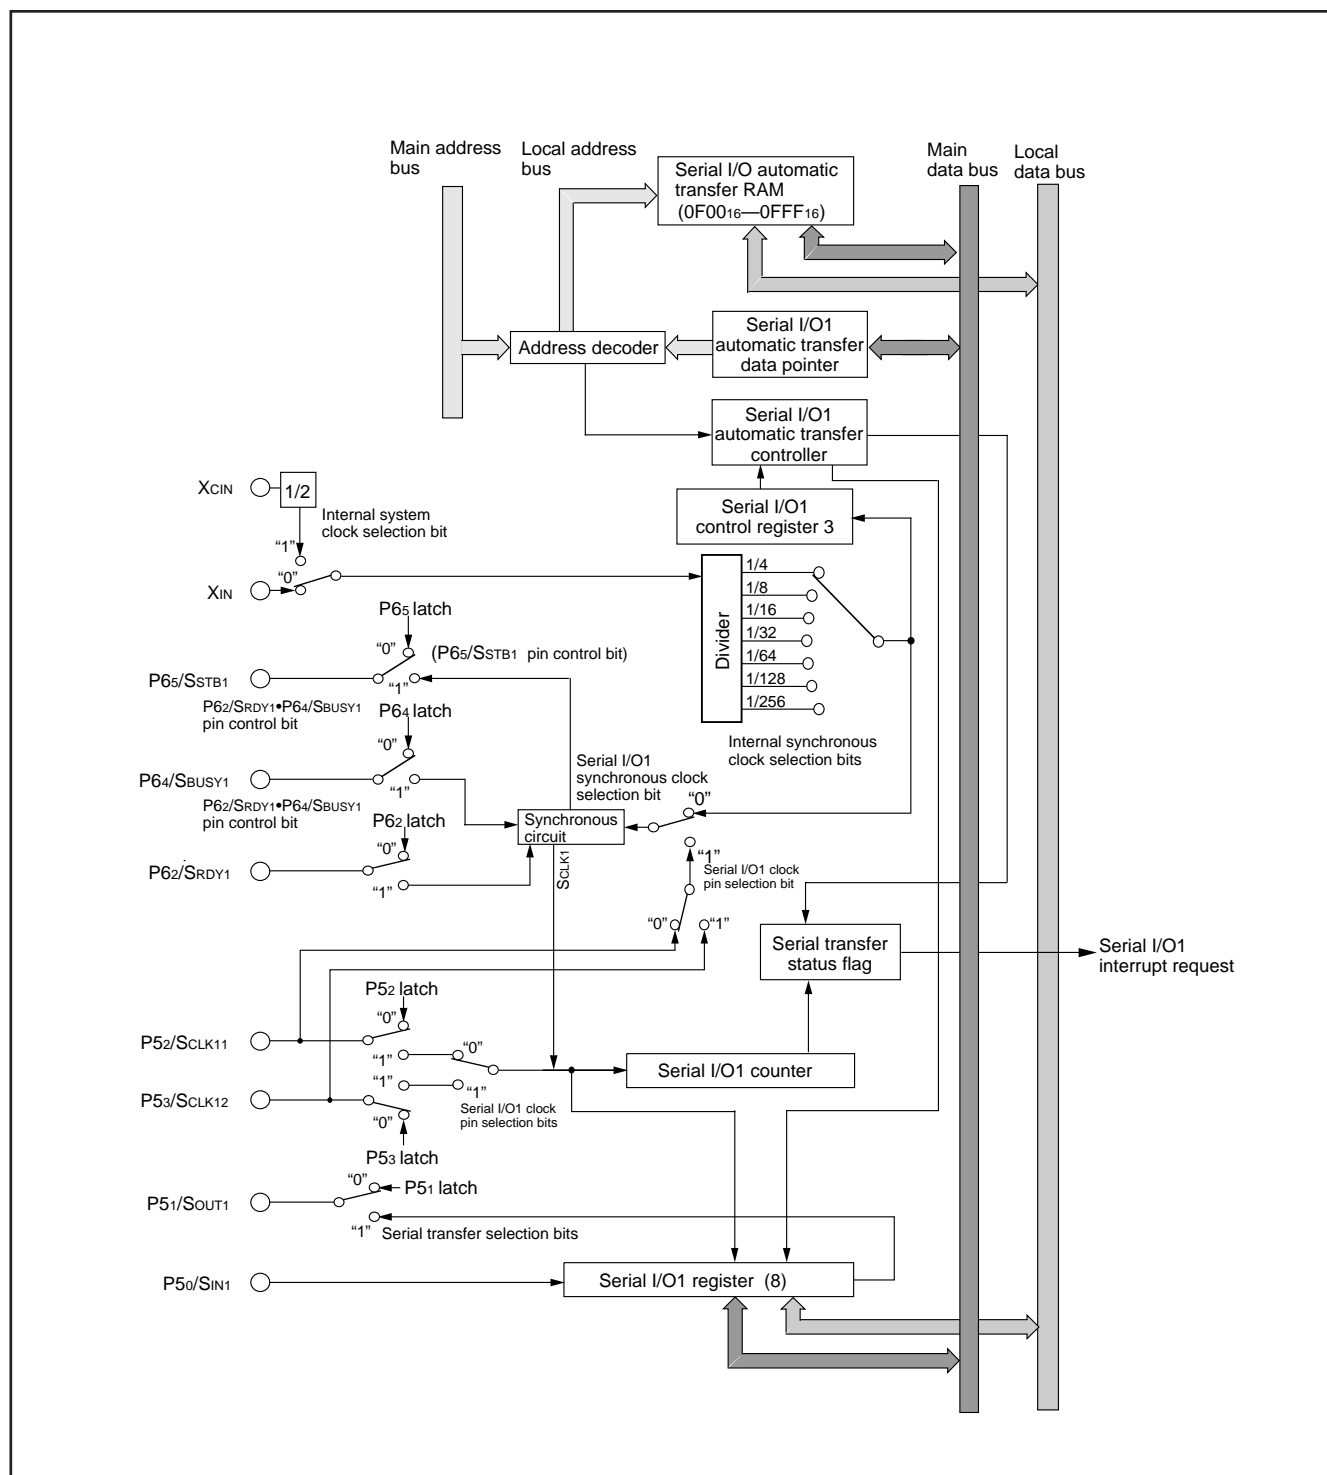 Main address
bus
Local address
bus
Serial I/O automatic
transfer RAM
(0F0016—0FFF16)
Main
data bus
Local
data bus
Address decoder
Serial I/O1
automatic transfer
data pointer
Serial I/O1
automatic transfer
controller
XCIN
1/2
Internal system
clock selection bit
“1”
“0”
XIN
Serial I/O1
control register 3
Divider
1/4
1/8
1/16
1/32
1/64
1/128
1/256
Internal synchronous
clock selection bits
P65 latch
“0”
(P65/SSTB1 pin control bit)
P65/SSTB1
“1”
P62/SRDY1•P64/SBUSY1
pin control bit
P64 latch
“0”
P64/SBUSY1
“1”
Serial I/O1
synchronous clock
selection bit
“0”
P62/SRDY1•P64/SBUSY1
pin control bit
P62 latch
“0”
Synchronous
circuit
P62/SRDY1
“1”
SCLK1
“1”
Serial I/O1 clock
pin selection bit
“0”
“1”
Serial transfer
status flag
Serial I/O1
interrupt request
P52 latch
“0”
P52/SCLK11
“1”
“0”
Serial I/O1 counter
“1”
“1”
P53/SCLK12
Serial I/O1 clock
pin selection bits
“0”
P53 latch
“0”
P51 latch
P51/SOUT1
“1”
Serial transfer selection bits
P50/SIN1
Serial I/O1 register (8)